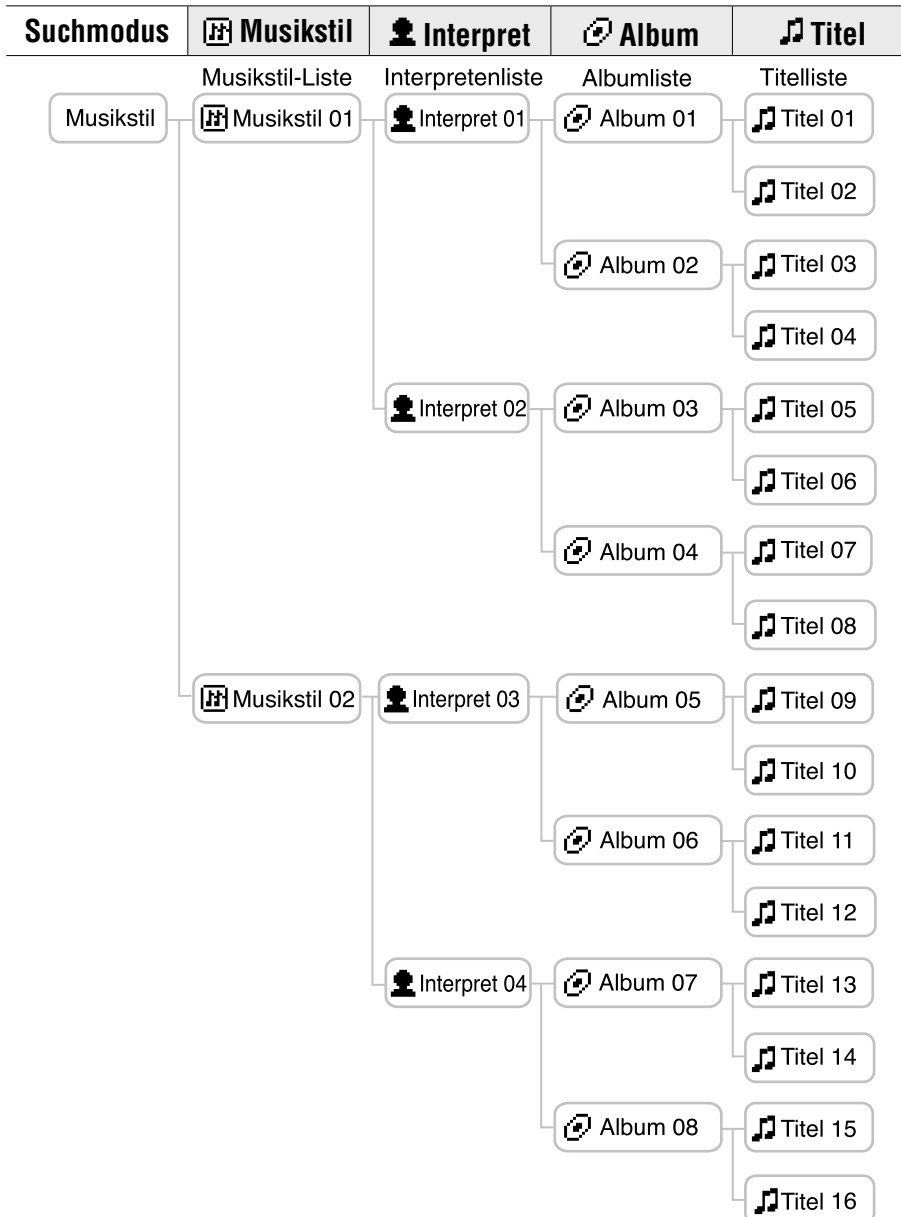 Suchmodus Musikstil Interpret Album Titel
Musikstil-Liste Interpretenliste Albumliste Titelliste
Musikstil Musikstil 01 Interpret 01 Album 01 Titel 01
Titel 02
Album 02 Titel 03
Titel 04
Interpret 02 Album 03 Titel 05
Titel 06
Album 04 Titel 07
Titel 08
Musikstil 02 Interpret 03 Album 05 Titel 09
Titel 10
Album 06 Titel 11
Titel 12
Interpret 04 Album 07 Titel 13
Titel 14
Album 08 Titel 15
Titel 16